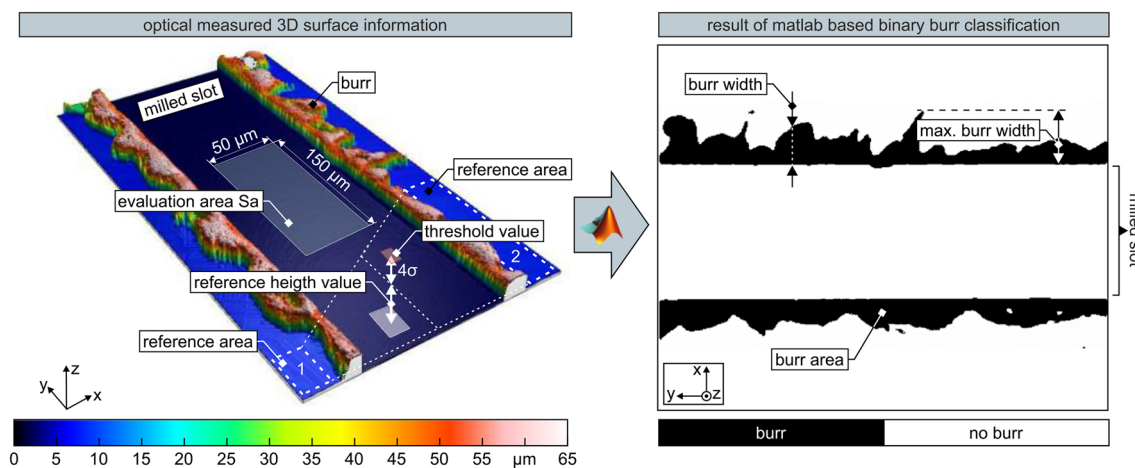 optical measured 3D surface information
result of matlab based binary burr classification
burr
milled slot
50 µm
150 µm
reference area
evaluation area Sa
threshold value
2
4σ
reference heigth value
reference area
1
z
y
x
0 5 10 15 20 25 30 35 40 45 50 55 µm 65
burr width
max. burr width
milled slot
burr area
x
y
z
burr
no burr